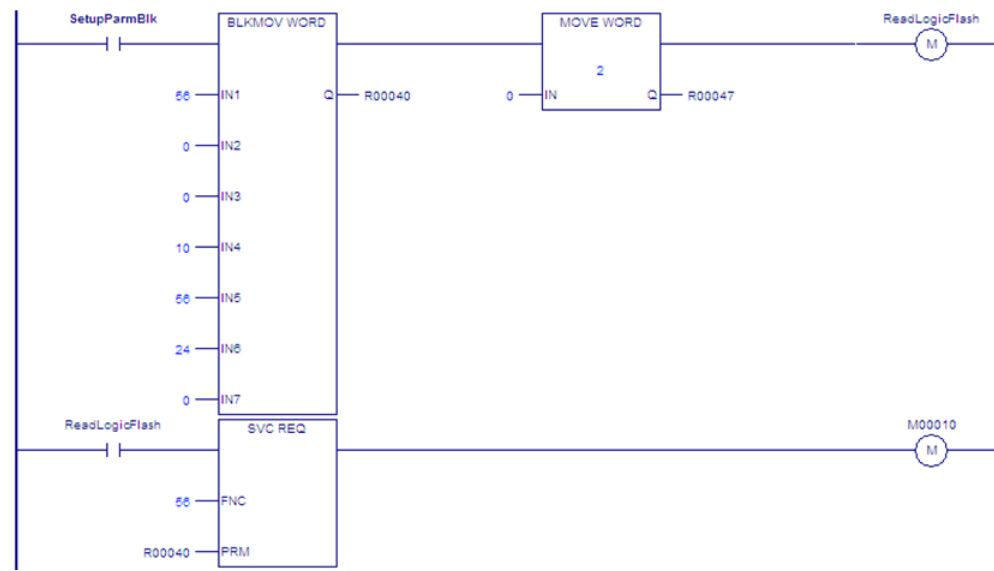 SetupParmBlk BLKMOV WORD MOVE WORD ReadLogicFlash
M
2
56 IN1 Q R00040 0 IN Q R00047
0 IN2
0 IN3
10 IN4
56 IN5
24 IN6
0 IN7
ReadLogicFlash SVC REQ M00010
M
56 FNC
R00040 PRM